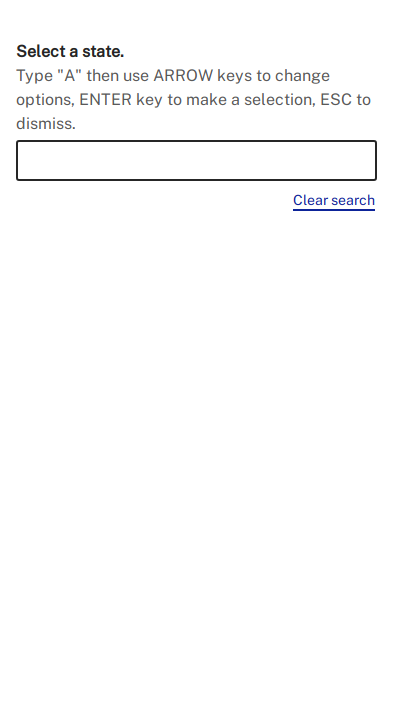 Select a state.
Type "A" then use ARROW keys to change
options, ENTER key to make a selection, ESC to
dismiss.
Clear search